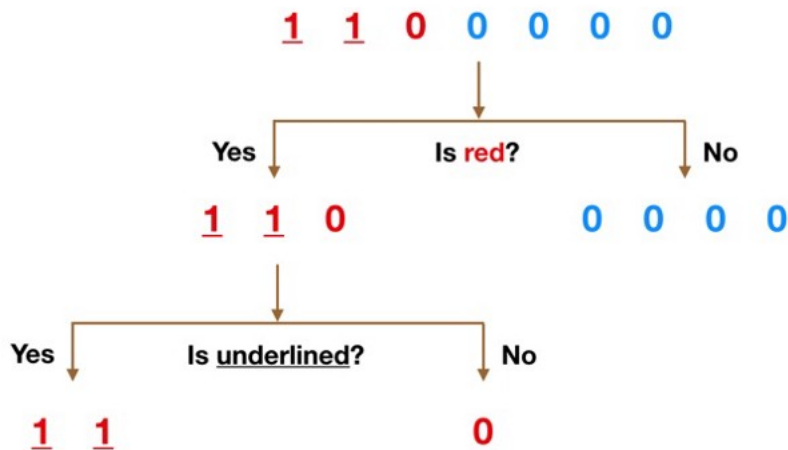 1 1 0 0 0 0 0
Yes Is red? No
1 1 0 0 0 0 0
Yes Is underlined? No
1 1 0